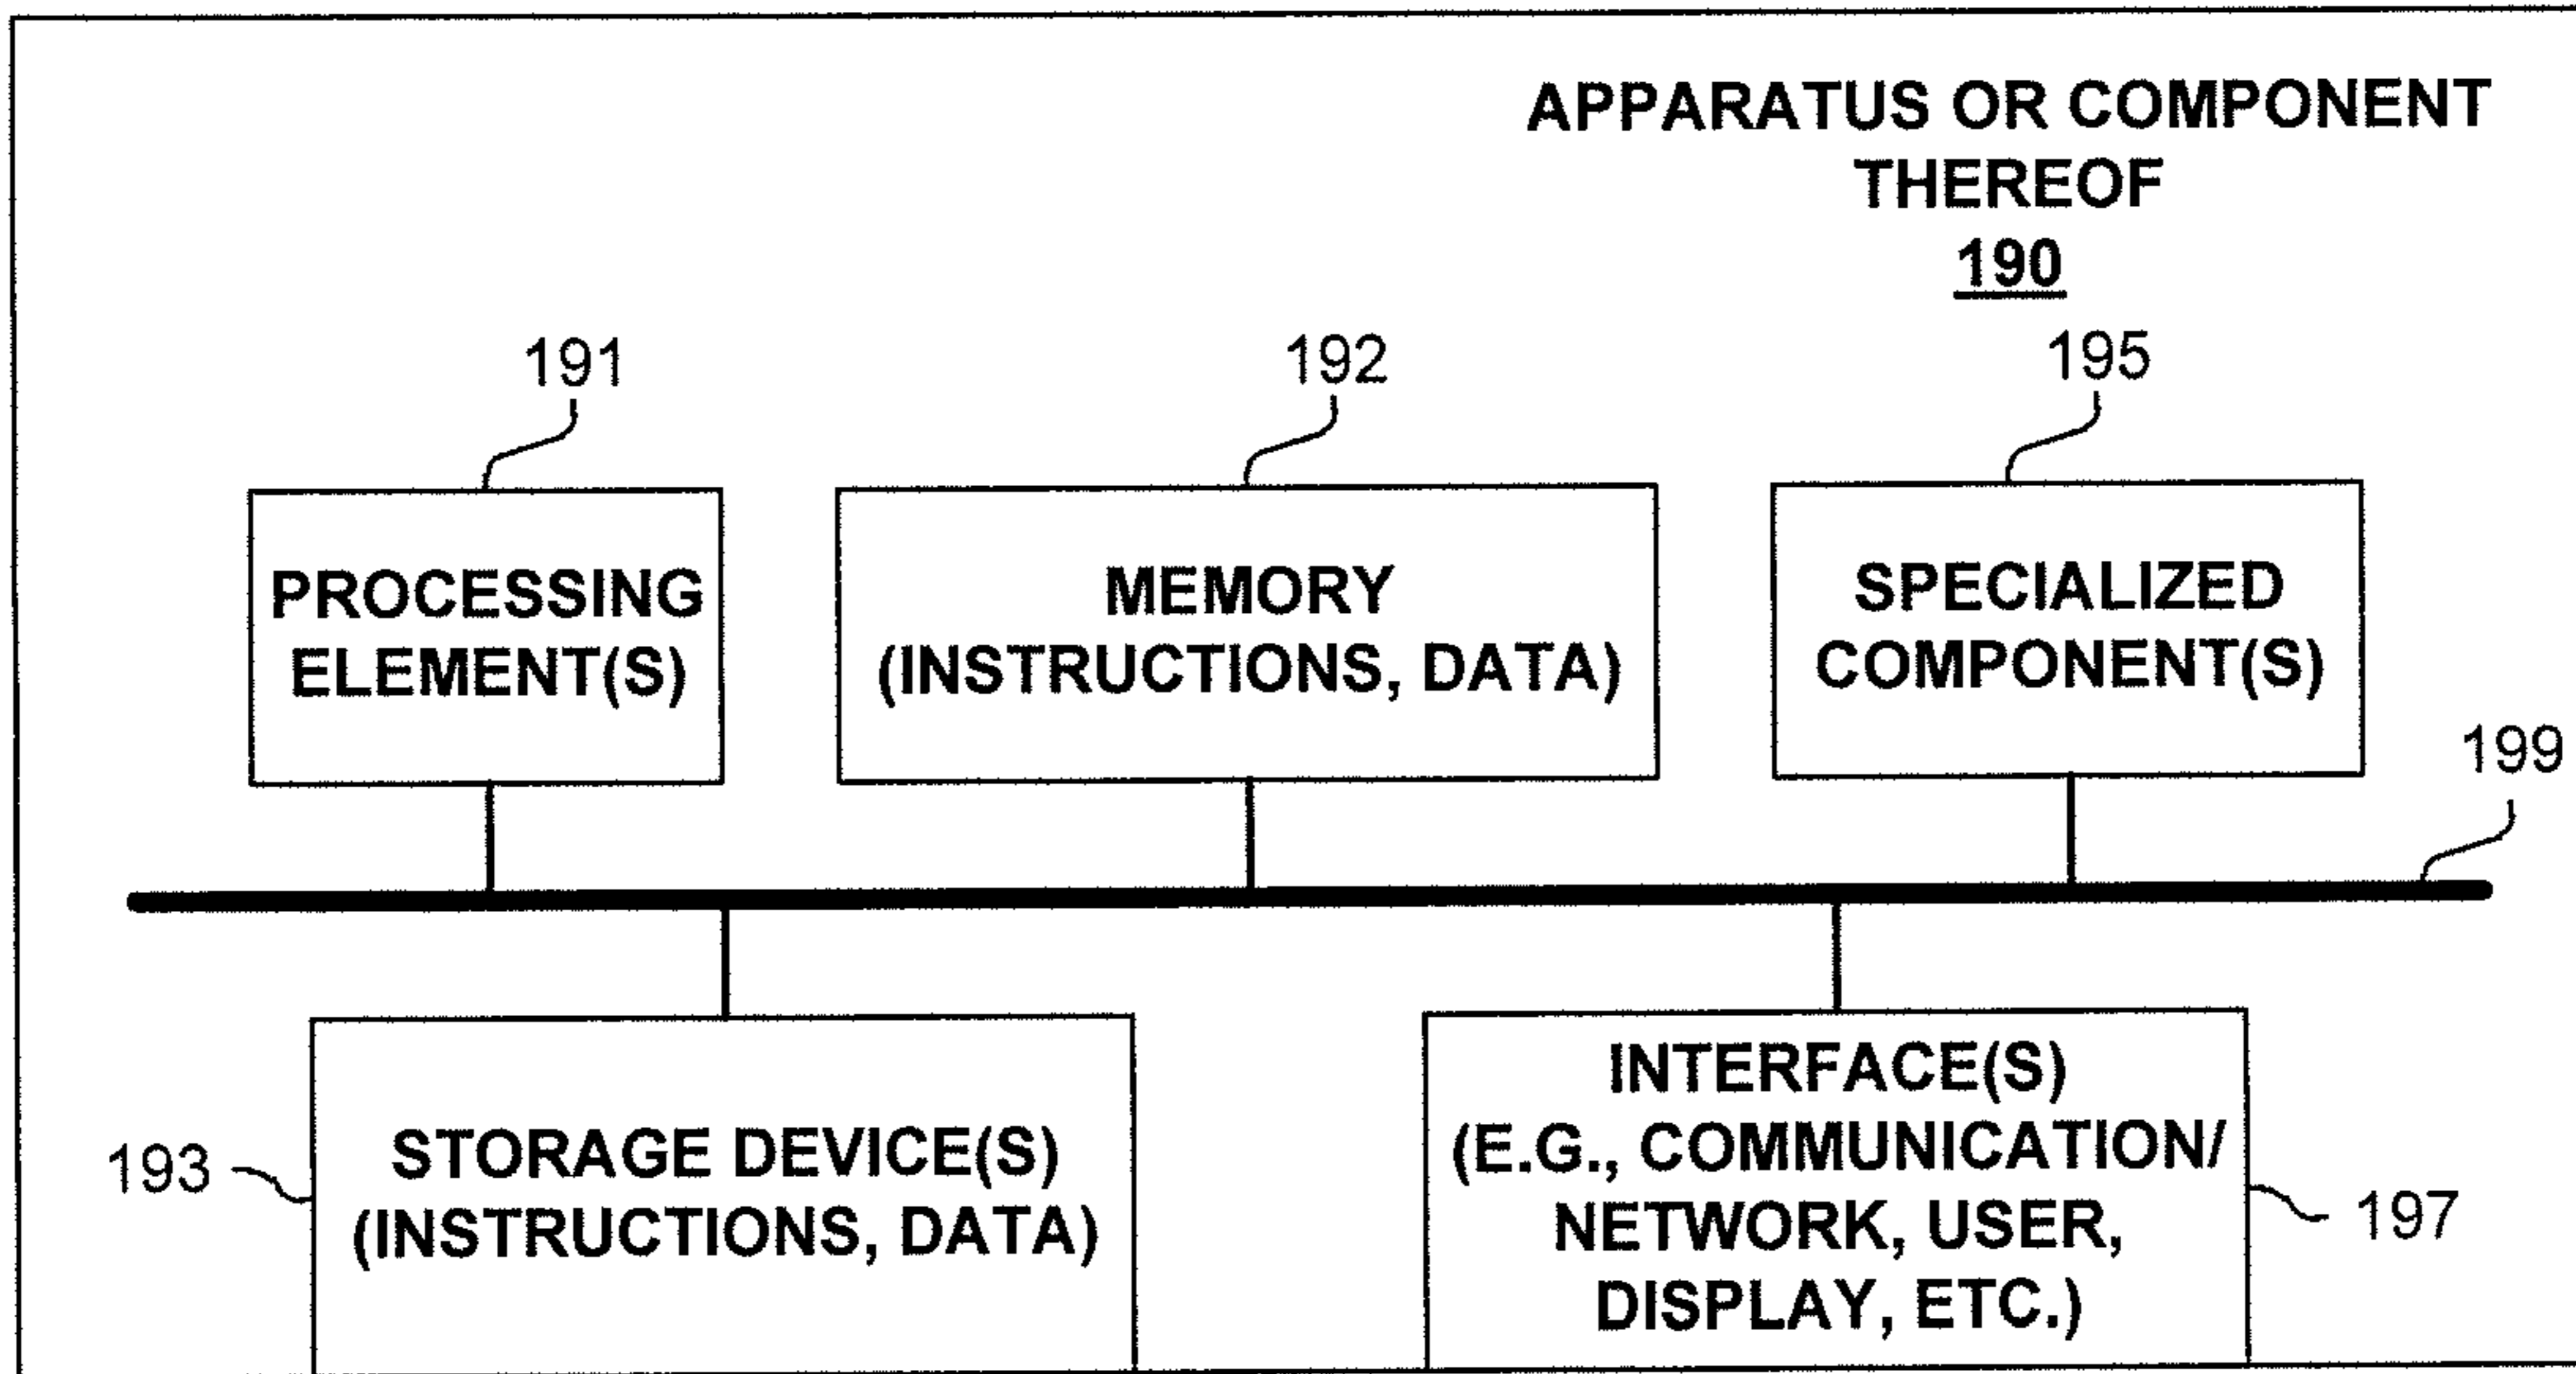 APPARATUS OR COMPONENT
THEREOF
190
191
192
195
PROCESSING
ELEMENT(S)
MEMORY
(INSTRUCTIONS, DATA)
SPECIALIZED
COMPONENT(S)
199
193
STORAGE DEVICE(S)
(INSTRUCTIONS, DATA)
INTERFACE(S)
(E.G., COMMUNICATION/
NETWORK, USER,
DISPLAY, ETC.)
197